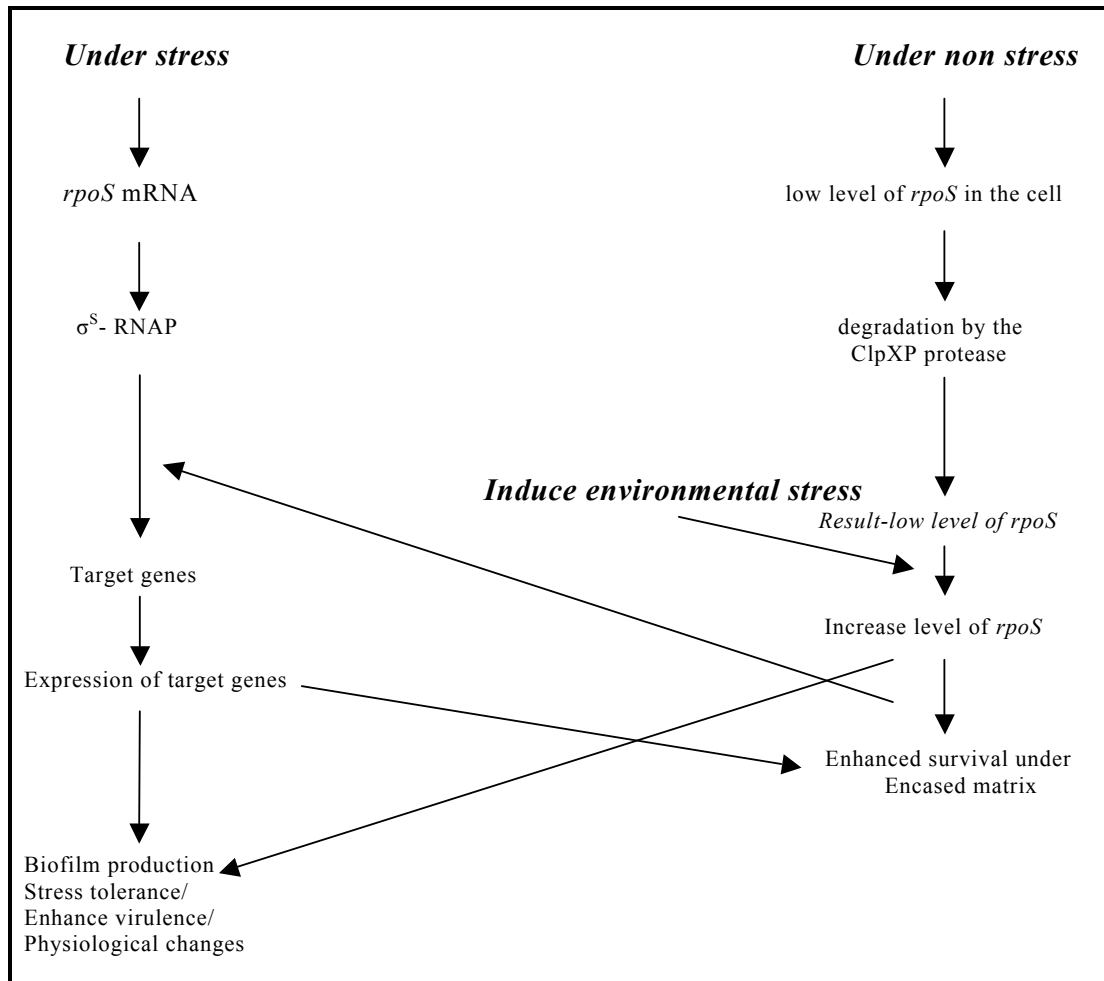 Under stress
Under non stress
rpoS mRNA
low level of rpoS in the cell
σS- RNAP
degradation by the
ClpXP protease
Induce environmental stress
Result-low level of rpoS
Target genes
Increase level of rpoS
Expression of target genes
Enhanced survival under
Encased matrix
Biofilm production
Stress tolerance/
Enhance virulence/
Physiological changes